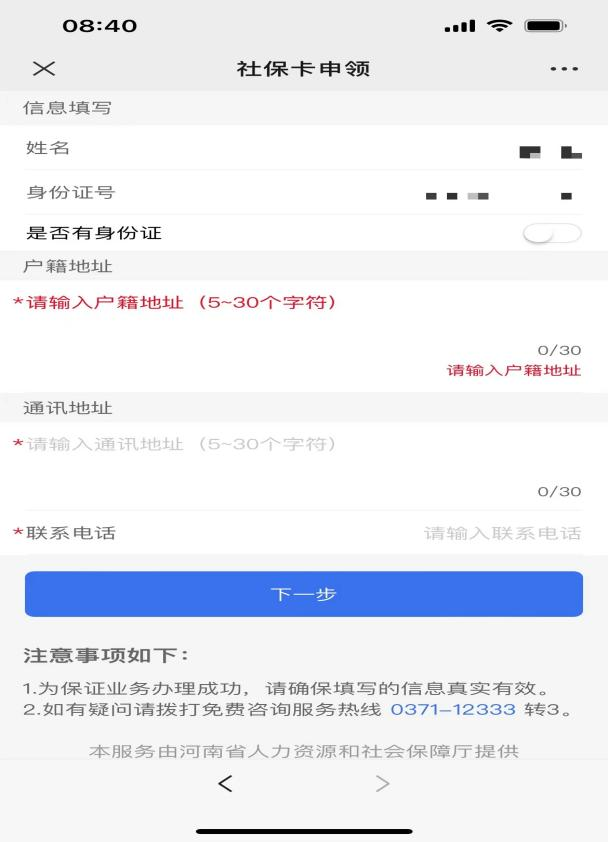 08:40
社保卡申领
信息填写
姓名
身份证号
是否有身份证
户籍地址
*请输入户籍地址（5~30个字符）
0/30
请输入户籍地址
通讯地址
*请输入通讯地址（5~30个字符）
0/30
*联系电话 请输入联系电话
下一步
注意事项如下：
1.为保证业务办理成功，请确保填写的信息真实有效。
2.如有疑问请拨打免费咨询服务热线 0371-12333 转3。
本服务由河南省人力资源和社会保障厅提供